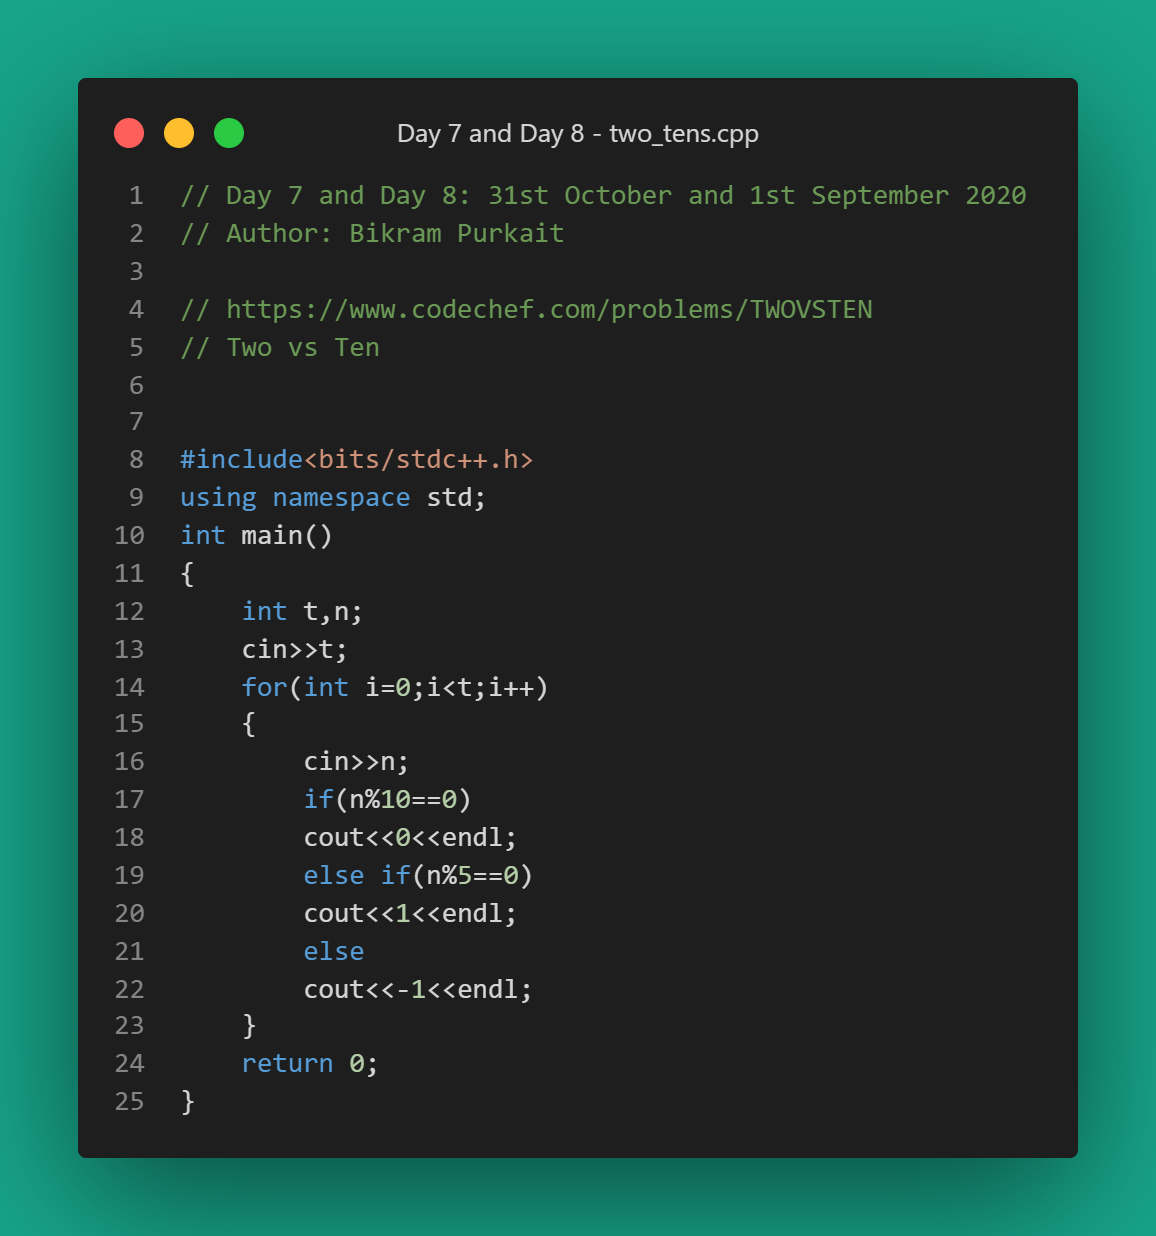 Day 7 and Day 8 - two_tens.cpp
1 // Day 7 and Day 8: 31st October and 1st September 2020
2 // Author: Bikram Purkait
3
4 // https://www.codechef.com/problems/TWOVSTEN
5 // Two vs Ten
6
7
8 #include<bits/stdc++.h>
9 using namespace std;
10 int main()
11 {
12     int t,n;
13     cin>>t;
14     for(int i=0;i<t;i++)
15     {
16         cin>>n;
17         if(n%10==0)
18         cout<<0<<endl;
19         else if(n%5==0)
20         cout<<1<<endl;
21         else
22         cout<<-1<<endl;
23     }
24     return 0;
25 }